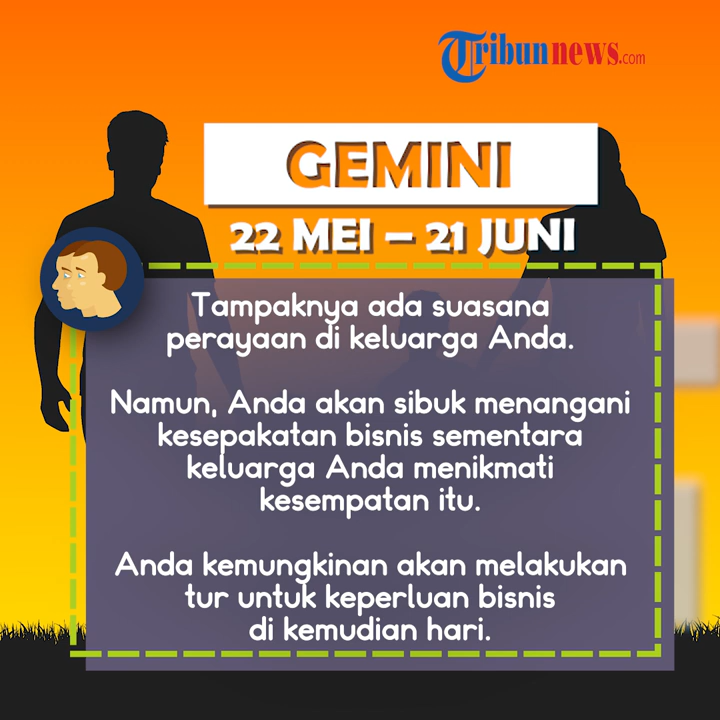 Tribunnews.com
GEMINI
22 MEI – 21 JUNI
Tampaknya ada suasana
perayaan di keluarga Anda.
Namun, Anda akan sibuk menangani
kesepakatan bisnis sementara
keluarga Anda menikmati
kesempatan itu.
Anda kemungkinan akan melakukan
tur untuk keperluan bisnis
di kemudian hari.